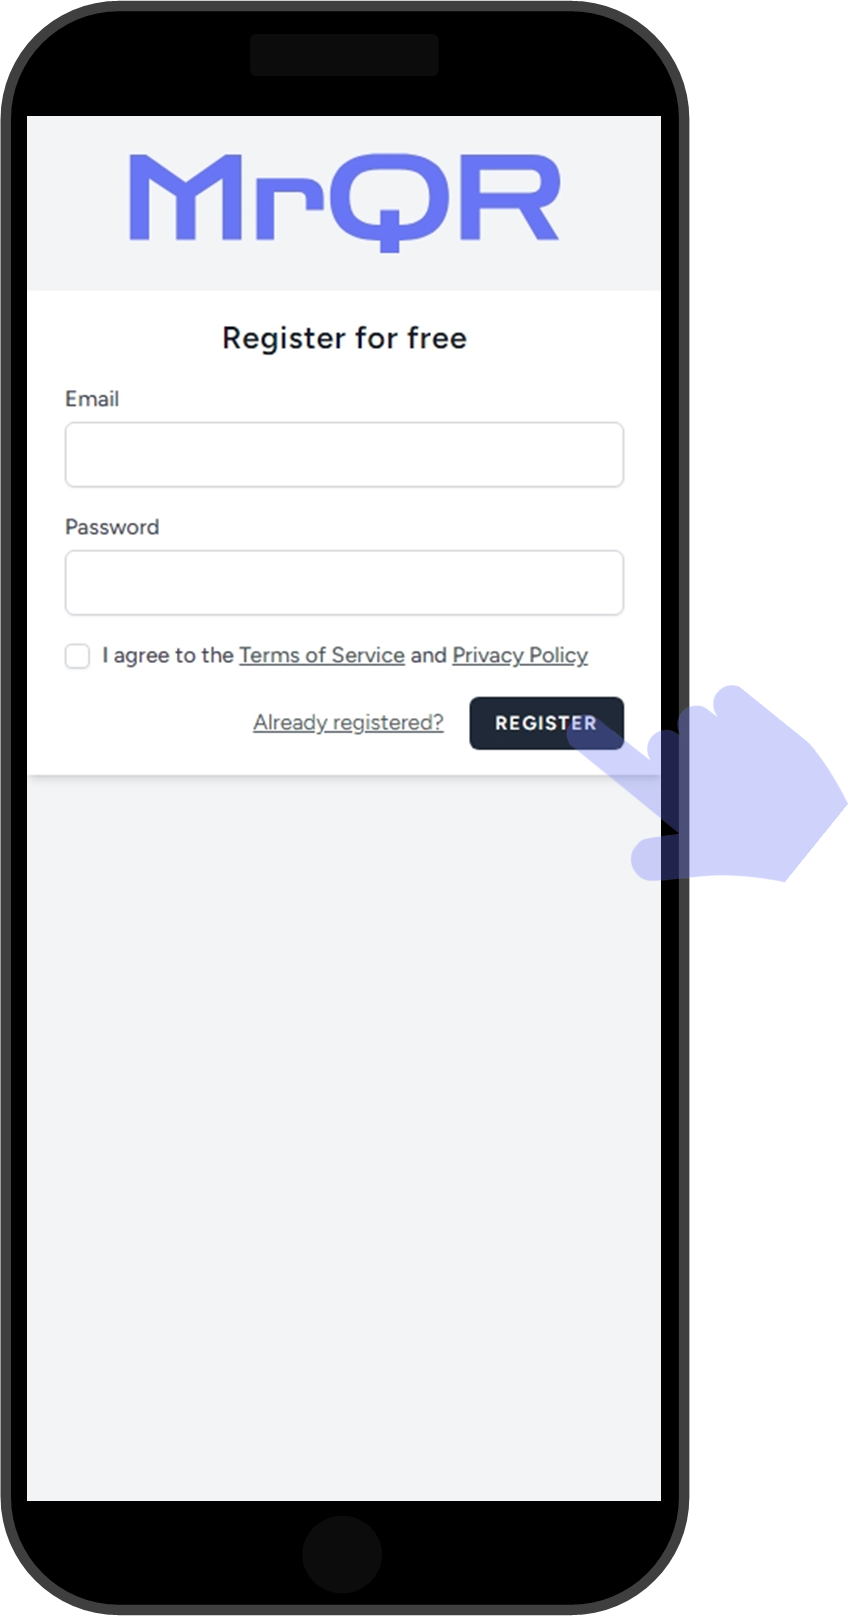 MrQR
Register for free
Email
Password
I agree to the Terms of Service and Privacy Policy
Already registered? REGISTER